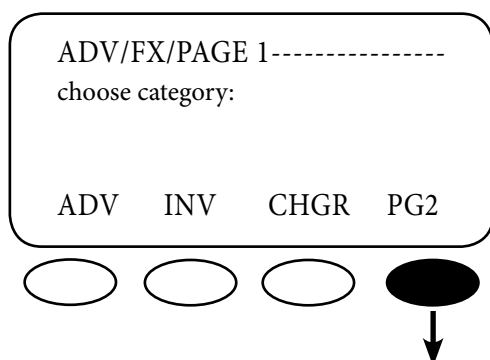 ADV/FX/PAGE 1----------------
choose category:
ADV INV CHGR PG2